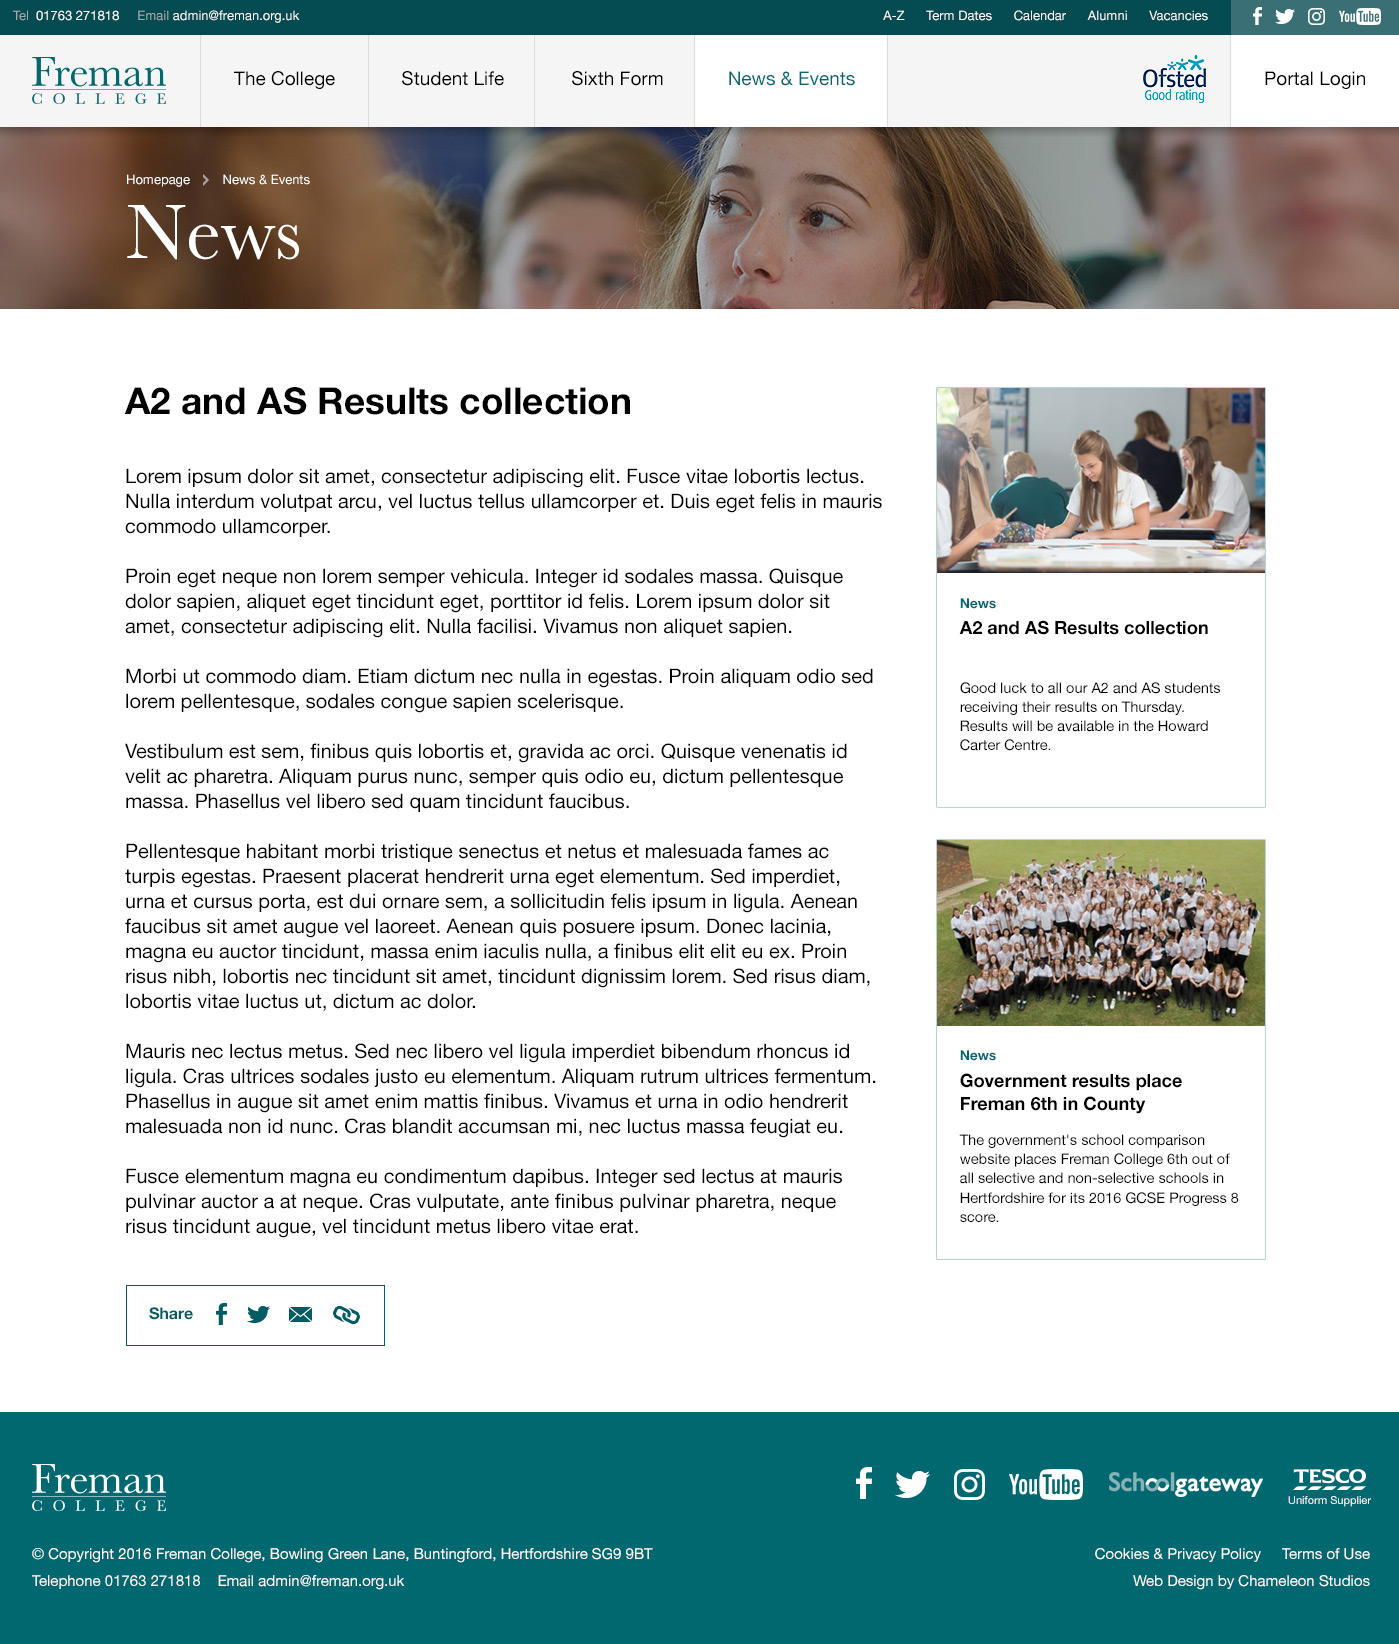 Tel 01763 271818 Email admin@freman.org.uk A-Z Term Dates Calendar Alumni Vacancies YouTube
Freman
COLLEGE
The College Student Life Sixth Form News & Events
Ofsted
Good rating
Portal Login
Homepage News & Events
News
A2 and AS Results collection
Lorem ipsum dolor sit amet, consectetur adipiscing elit. Fusce vitae lobortis lectus.
Nulla interdum volutpat arcu, vel luctus tellus ullamcorper et. Duis eget felis in mauris
commodo ullamcorper.
Proin eget neque non lorem semper vehicula. Integer id sodales massa. Quisque
dolor sapien, aliquet eget tincidunt eget, porttitor id felis. Lorem ipsum dolor sit
amet, consectetur adipiscing elit. Nulla facilisi. Vivamus non aliquet sapien.
Morbi ut commodo diam. Etiam dictum nec nulla in egestas. Proin aliquam odio sed
lorem pellentesque, sodales congue sapien scelerisque.
Vestibulum est sem, finibus quis lobortis et, gravida ac orci. Quisque venenatis id
velit ac pharetra. Aliquam purus nunc, semper quis odio eu, dictum pellentesque
massa. Phasellus vel libero sed quam tincidunt faucibus.
Pellentesque habitant morbi tristique senectus et netus et malesuada fames ac
turpis egestas. Praesent placerat hendrerit urna eget elementum. Sed imperdiet,
urna et cursus porta, est dui ornare sem, a sollicitudin felis ipsum in ligula. Aenean
faucibus sit amet augue vel laoreet. Aenean quis posuere ipsum. Donec lacinia,
magna eu auctor tincidunt, massa enim iaculis nulla, a finibus elit elit eu ex. Proin
risus nibh, lobortis nec tincidunt sit amet, tincidunt dignissim lorem. Sed risus diam,
lobortis vitae luctus ut, dictum ac dolor.
Mauris nec lectus metus. Sed nec libero vel ligula imperdiet bibendum rhoncus id
ligula. Cras ultrices sodales justo eu elementum. Aliquam rutrum ultrices fermentum.
Phasellus in augue sit amet enim mattis finibus. Vivamus et urna in odio hendrerit
malesuada non id nunc. Cras blandit accumsan mi, nec luctus massa feugiat eu.
Fusce elementum magna eu condimentum dapibus. Integer sed lectus at mauris
pulvinar auctor a at neque. Cras vulputate, ante finibus pulvinar pharetra, neque
risus tincidunt augue, vel tincidunt metus libero vitae erat.
Share
News
A2 and AS Results collection
Good luck to all our A2 and AS students
receiving their results on Thursday.
Results will be available in the Howard
Carter Centre.
News
Government results place
Freman 6th in County
The government's school comparison
website places Freman College 6th out of
all selective and non-selective schools in
Hertfordshire for its 2016 GCSE Progress 8
score.
Freman
COLLEGE
YouTube Schoolgateway TESCO
Uniform Supplier
© Copyright 2016 Freman College, Bowling Green Lane, Buntingford, Hertfordshire SG9 9BT
Telephone 01763 271818 Email admin@freman.org.uk
Cookies & Privacy Policy Terms of Use
Web Design by Chameleon Studios